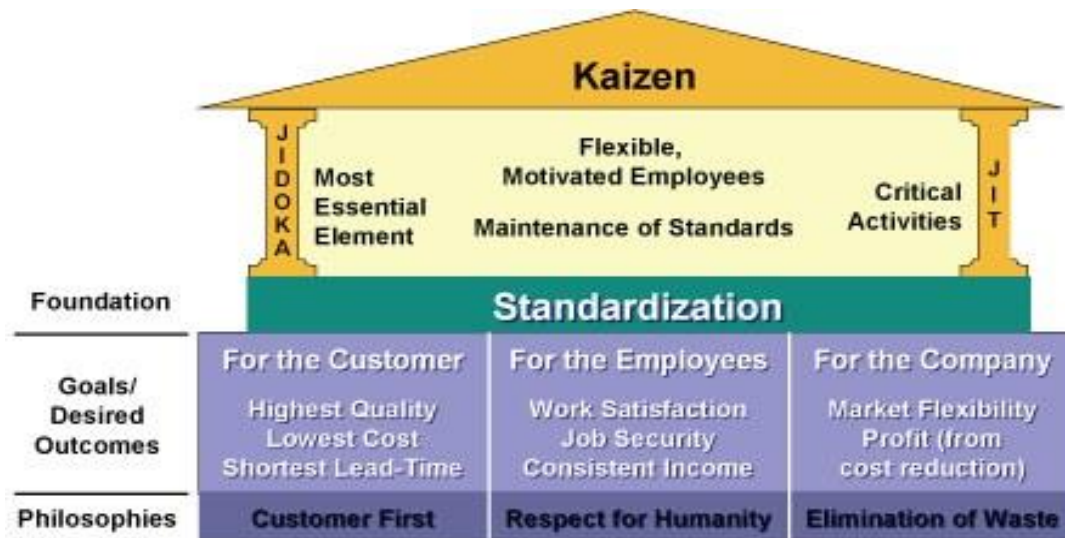 Kaizen
JIDOKA
Most
Essential
Element
Flexible,
Motivated Employees
Maintenance of Standards
Critical
Activities
JIT
Foundation
Standardization
Goals/
Desired
Outcomes
For the Customer
Highest Quality
Lowest Cost
Shortest Lead-Time
For the Employees
Work Satisfaction
Job Security
Consistent Income
For the Company
Market Flexibility
Profit (from
cost reduction)
Philosophies
Customer First
Respect for Humanity
Elimination of Waste